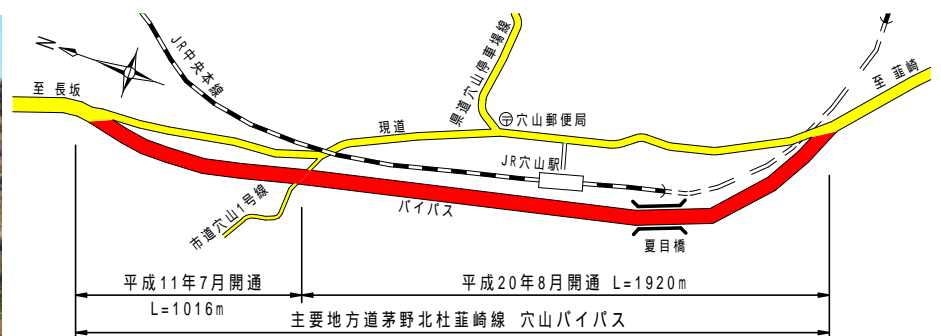 N
至 長坂
JR中央本線
県道穴山停車場線
〒穴山郵便局
至 韮崎
現道
JR穴山駅
市道穴山1号線
バイパス
夏目橋
平成11年7月開通
L=1016m
平成20年8月開通 L=1920m
主要地方道茅野北杜韮崎線 穴山バイパス